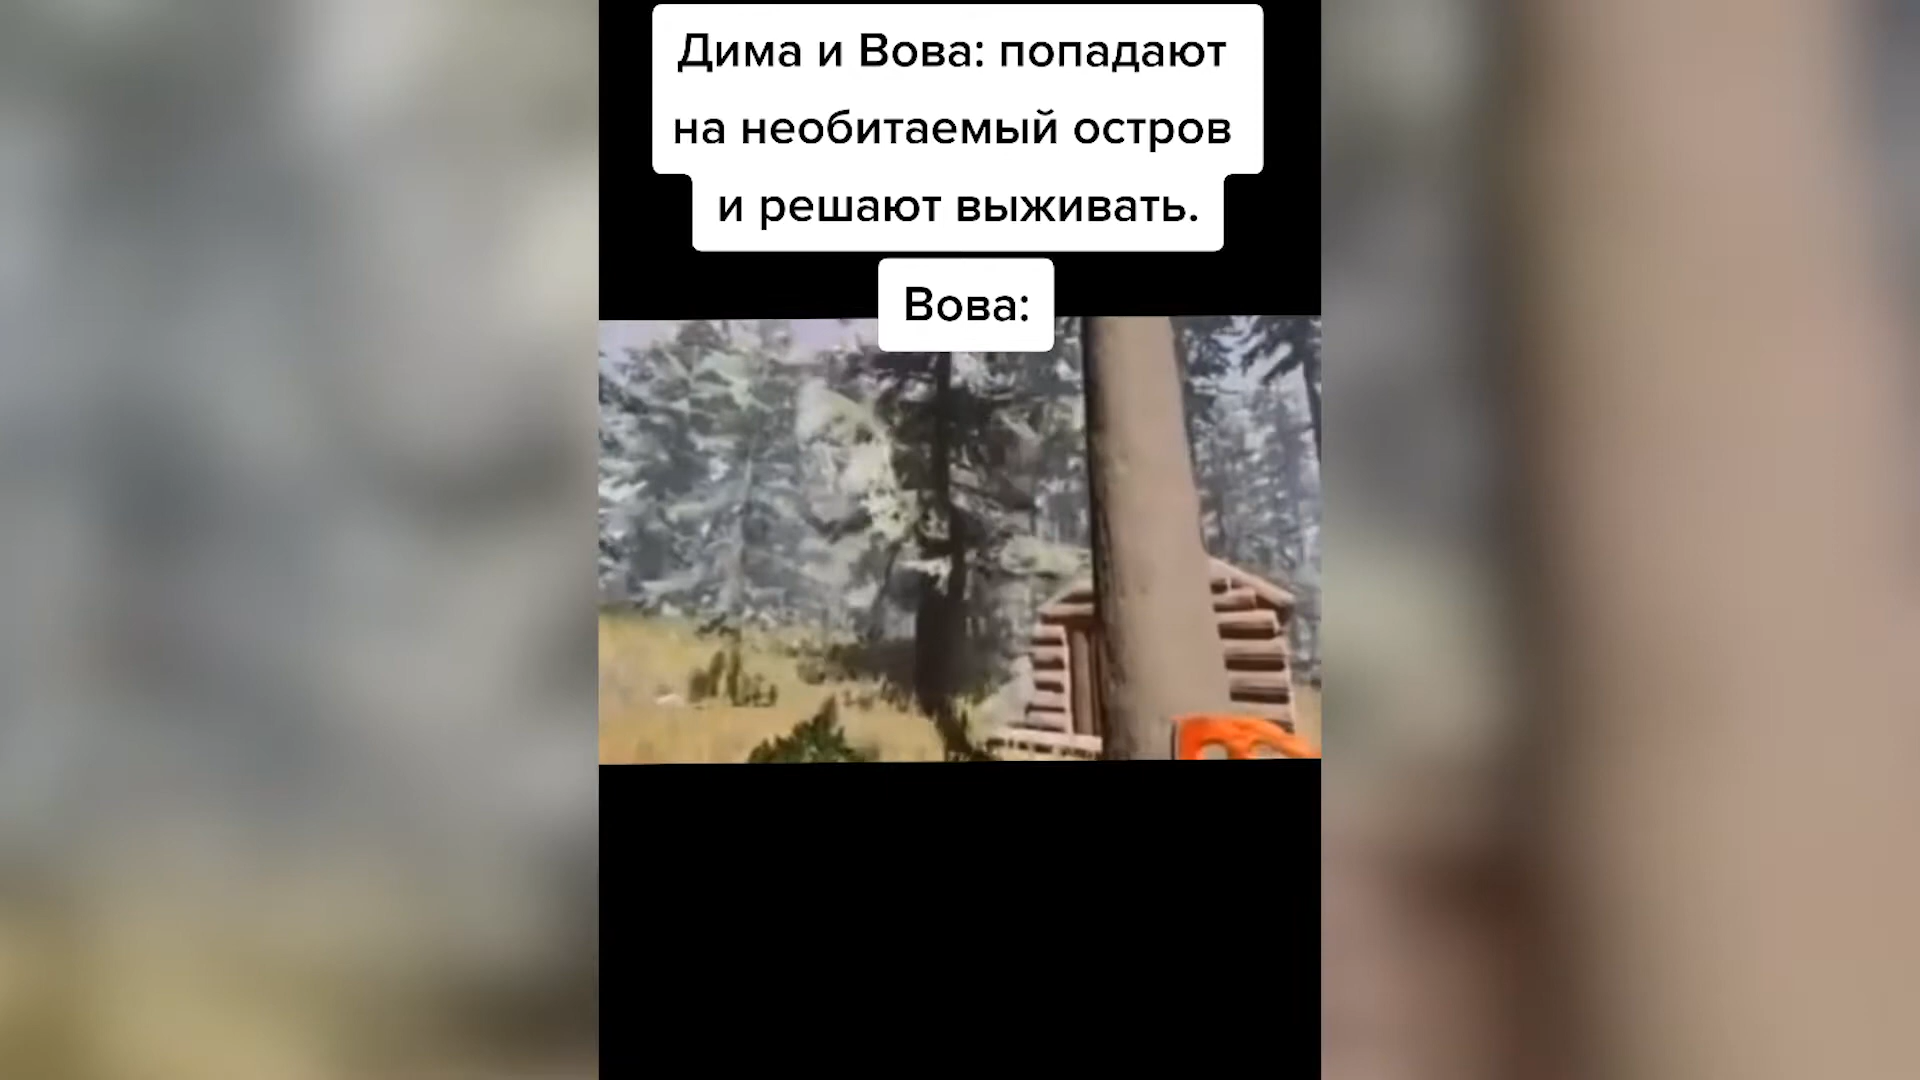 Дима и Вова: попадают
на необитаемый остров
и решают выживать.
Вова: